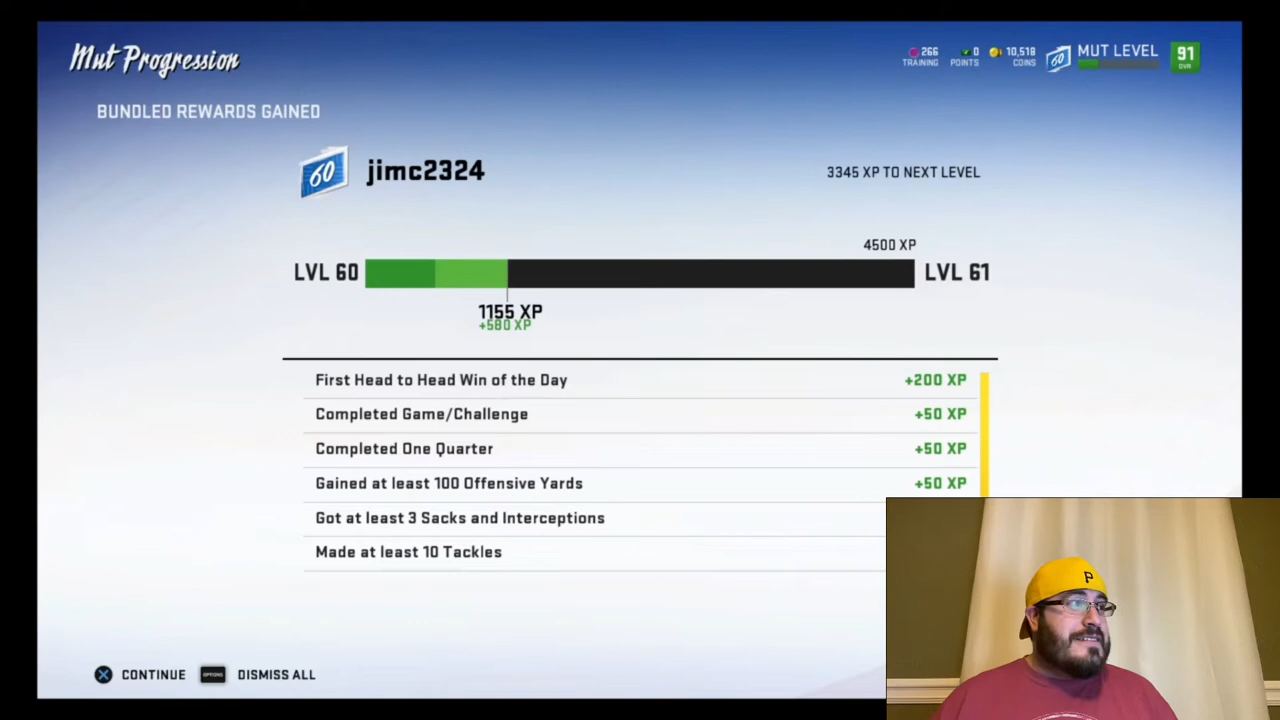 Mut Progression
266 TRAINING
0 POINTS
10,518 COINS
60 MUT LEVEL
91 OVR
BUNDLED REWARDS GAINED
60 jimc2324
3345 XP TO NEXT LEVEL
4500 XP
LVL 60
LVL 61
1155 XP
+580 XP
First Head to Head Win of the Day +200 XP
Completed Game/Challenge +50 XP
Completed One Quarter +50 XP
Gained at least 100 Offensive Yards +50 XP
Got at least 3 Sacks and Interceptions
Made at least 10 Tackles
P
CONTINUE
OPTIONS DISMISS ALL